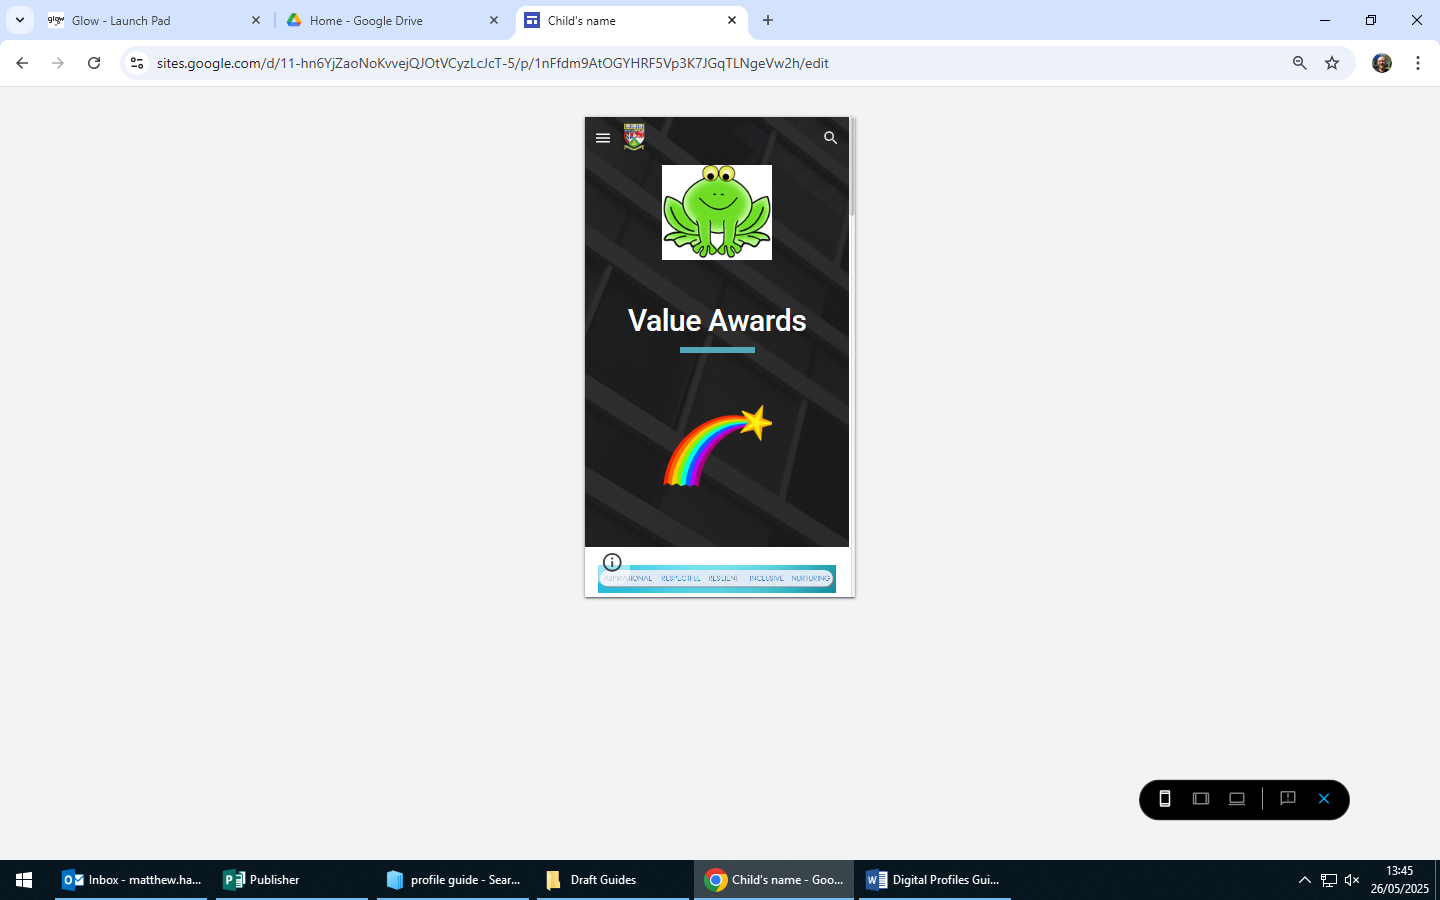 glow
Glow - Launch Pad
Home - Google Drive
Child's name
sites.google.com/d/11-hn6YjZaoNoKvvejQJOtVCyzLcJcT-5/p/1nFfdm9AtOGYHRF5Vp3K7JGqTLNgeVw2h/edit
Value Awards
ASPIRATIONAL RESPECTFUL RESILIENT INCLUSIVE NURTURING
Inbox - matthew.ha...
Publisher
profile guide - Sear...
Draft Guides
Child's name - Goo...
Digital Profiles Gui...
13:45
26/05/2025